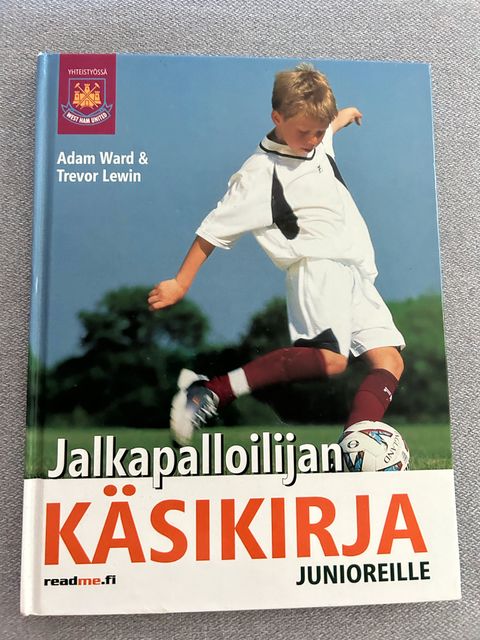 YHTEISTYÖSSÄ
WEST HAM UNITED
Adam Ward &
Trevor Lewin
Jalkapalloilijan
KÄSIKIRJA
readme.fi
JUNIOREILLE